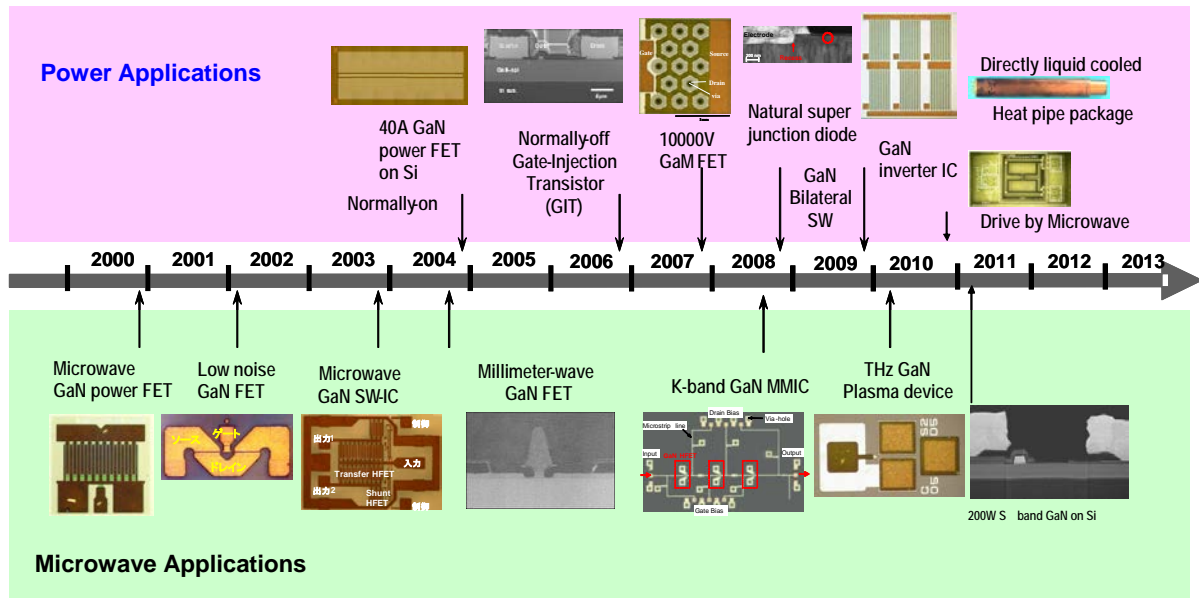 Power Applications
Source
Gate
Drain
40A GaN
power FET
on Si
Normally-on
Normally-off
Gate-Injection
Transistor
(GIT)
Gate
Source
Drain
via
10000V
GaM FET
Electrode
Natural super
junction diode
GaN
Bilateral
SW
GaN
inverter IC
Directly liquid cooled
Heat pipe package
Drive by Microwave
2000
2001
2002
2003
2004
2005
2006
2007
2008
2009
2010
2011
2012
2013
Microwave
GaN power FET
Low noise
GaN FET
ソース
ゲート
ドレイン
Microwave
GaN SW-IC
制御
出力1
入力
Transfer HFET
出力2
Shunt
HFET
制御
Millimeter-wave
GaN FET
K-band GaN MMIC
Drain Bias
Via-hole
Microstrip line
Input
Output
GaN HFET
Gate Bias
THz GaN
Plasma device
200W S band GaN on Si
Microwave Applications